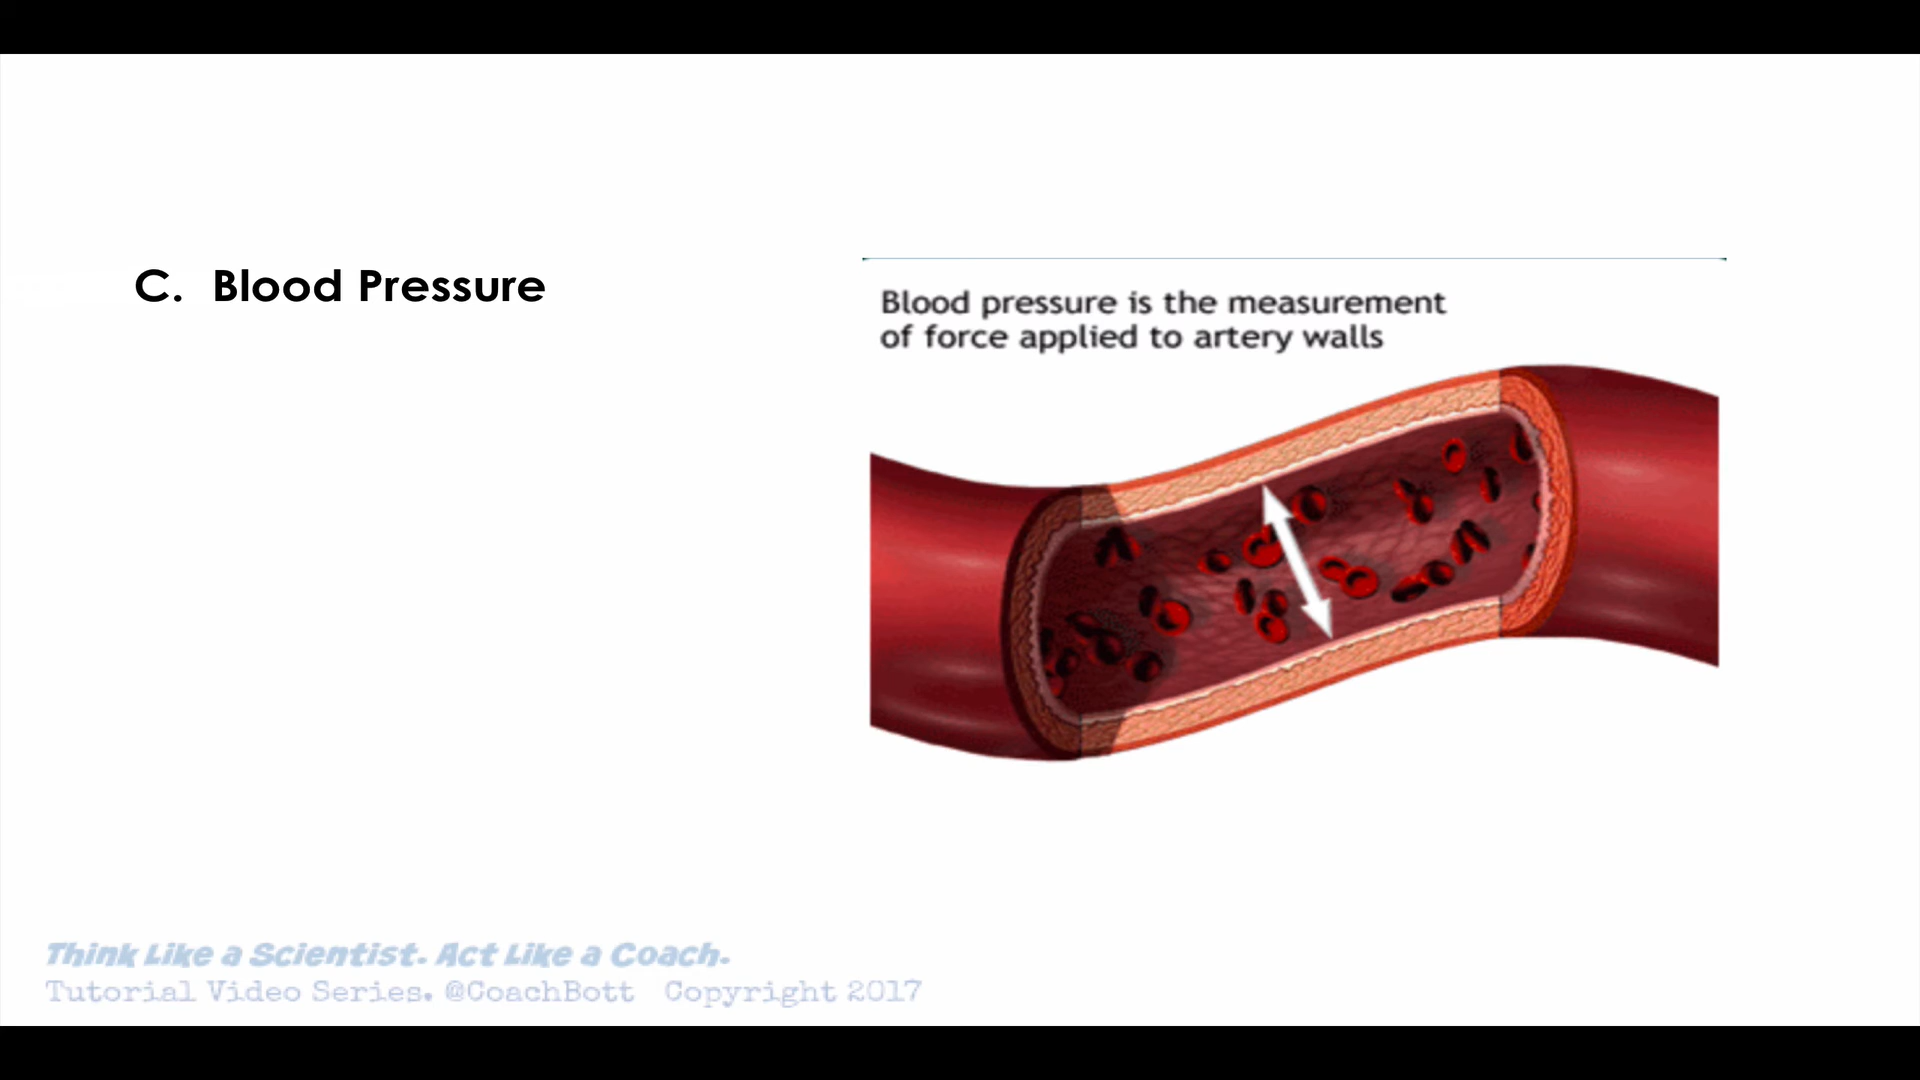 C. Blood Pressure
Blood pressure is the measurement
of force applied to artery walls
Think Like a Scientist. Act Like a Coach.
Tutorial Video Series. @CoachBott Copyright 2017